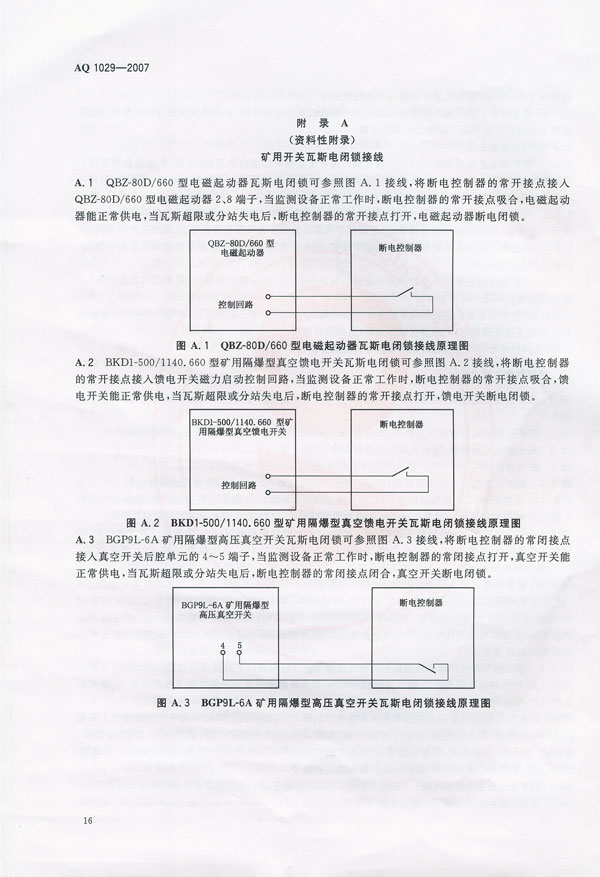 AQ 1029—2007
附 录 A
（资料性附录）
矿用开关瓦斯电闭锁接线
A.1 QBZ-80D/660 型电磁起动器瓦斯电闭锁可参照图 A.1 接线，将断电控制器的常开接点接入
QBZ-80D/660 型电磁起动器 2、8 端子，当监测设备正常工作时，断电控制器的常开接点吸合，电磁起动
器能正常供电，当瓦斯超限或分站失电后，断电控制器的常开接点打开，电磁起动器断电闭锁。
QBZ-80D/660 型
电磁起动器
断电控制器
控制回路
图 A.1 QBZ-80D/660 型电磁起动器瓦斯电闭锁接线原理图
A.2 BKD1-500/1140.660 型矿用隔爆型真空馈电开关瓦斯电闭锁可参照图 A.2 接线，将断电控制器
的常开接点接入馈电开关磁力启动控制回路，当监测设备正常工作时，断电控制器的常开接点吸合，馈
电开关能正常供电，当瓦斯超限或分站失电后，断电控制器的常开接点打开，馈电开关断电闭锁。
BKD1-500/1140.660 型矿
用隔爆型真空馈电开关
断电控制器
控制回路
图 A.2 BKD1-500/1140.660 型矿用隔爆型真空馈电开关瓦斯电闭锁接线原理图
A.3 BGP9L-6A 矿用隔爆型高压真空开关瓦斯电闭锁可参照图 A.3 接线，将断电控制器的常闭接点
接入真空开关后腔单元的 4～5 端子，当监测设备正常工作时，断电控制器的常闭接点打开，真空开关能
正常供电，当瓦斯超限或分站失电后，断电控制器的常闭接点闭合，真空开关断电闭锁。
BGP9L-6A 矿用隔爆型
高压真空开关
断电控制器
4 5
图 A.3 BGP9L-6A 矿用隔爆型高压真空开关瓦斯电闭锁接线原理图
16